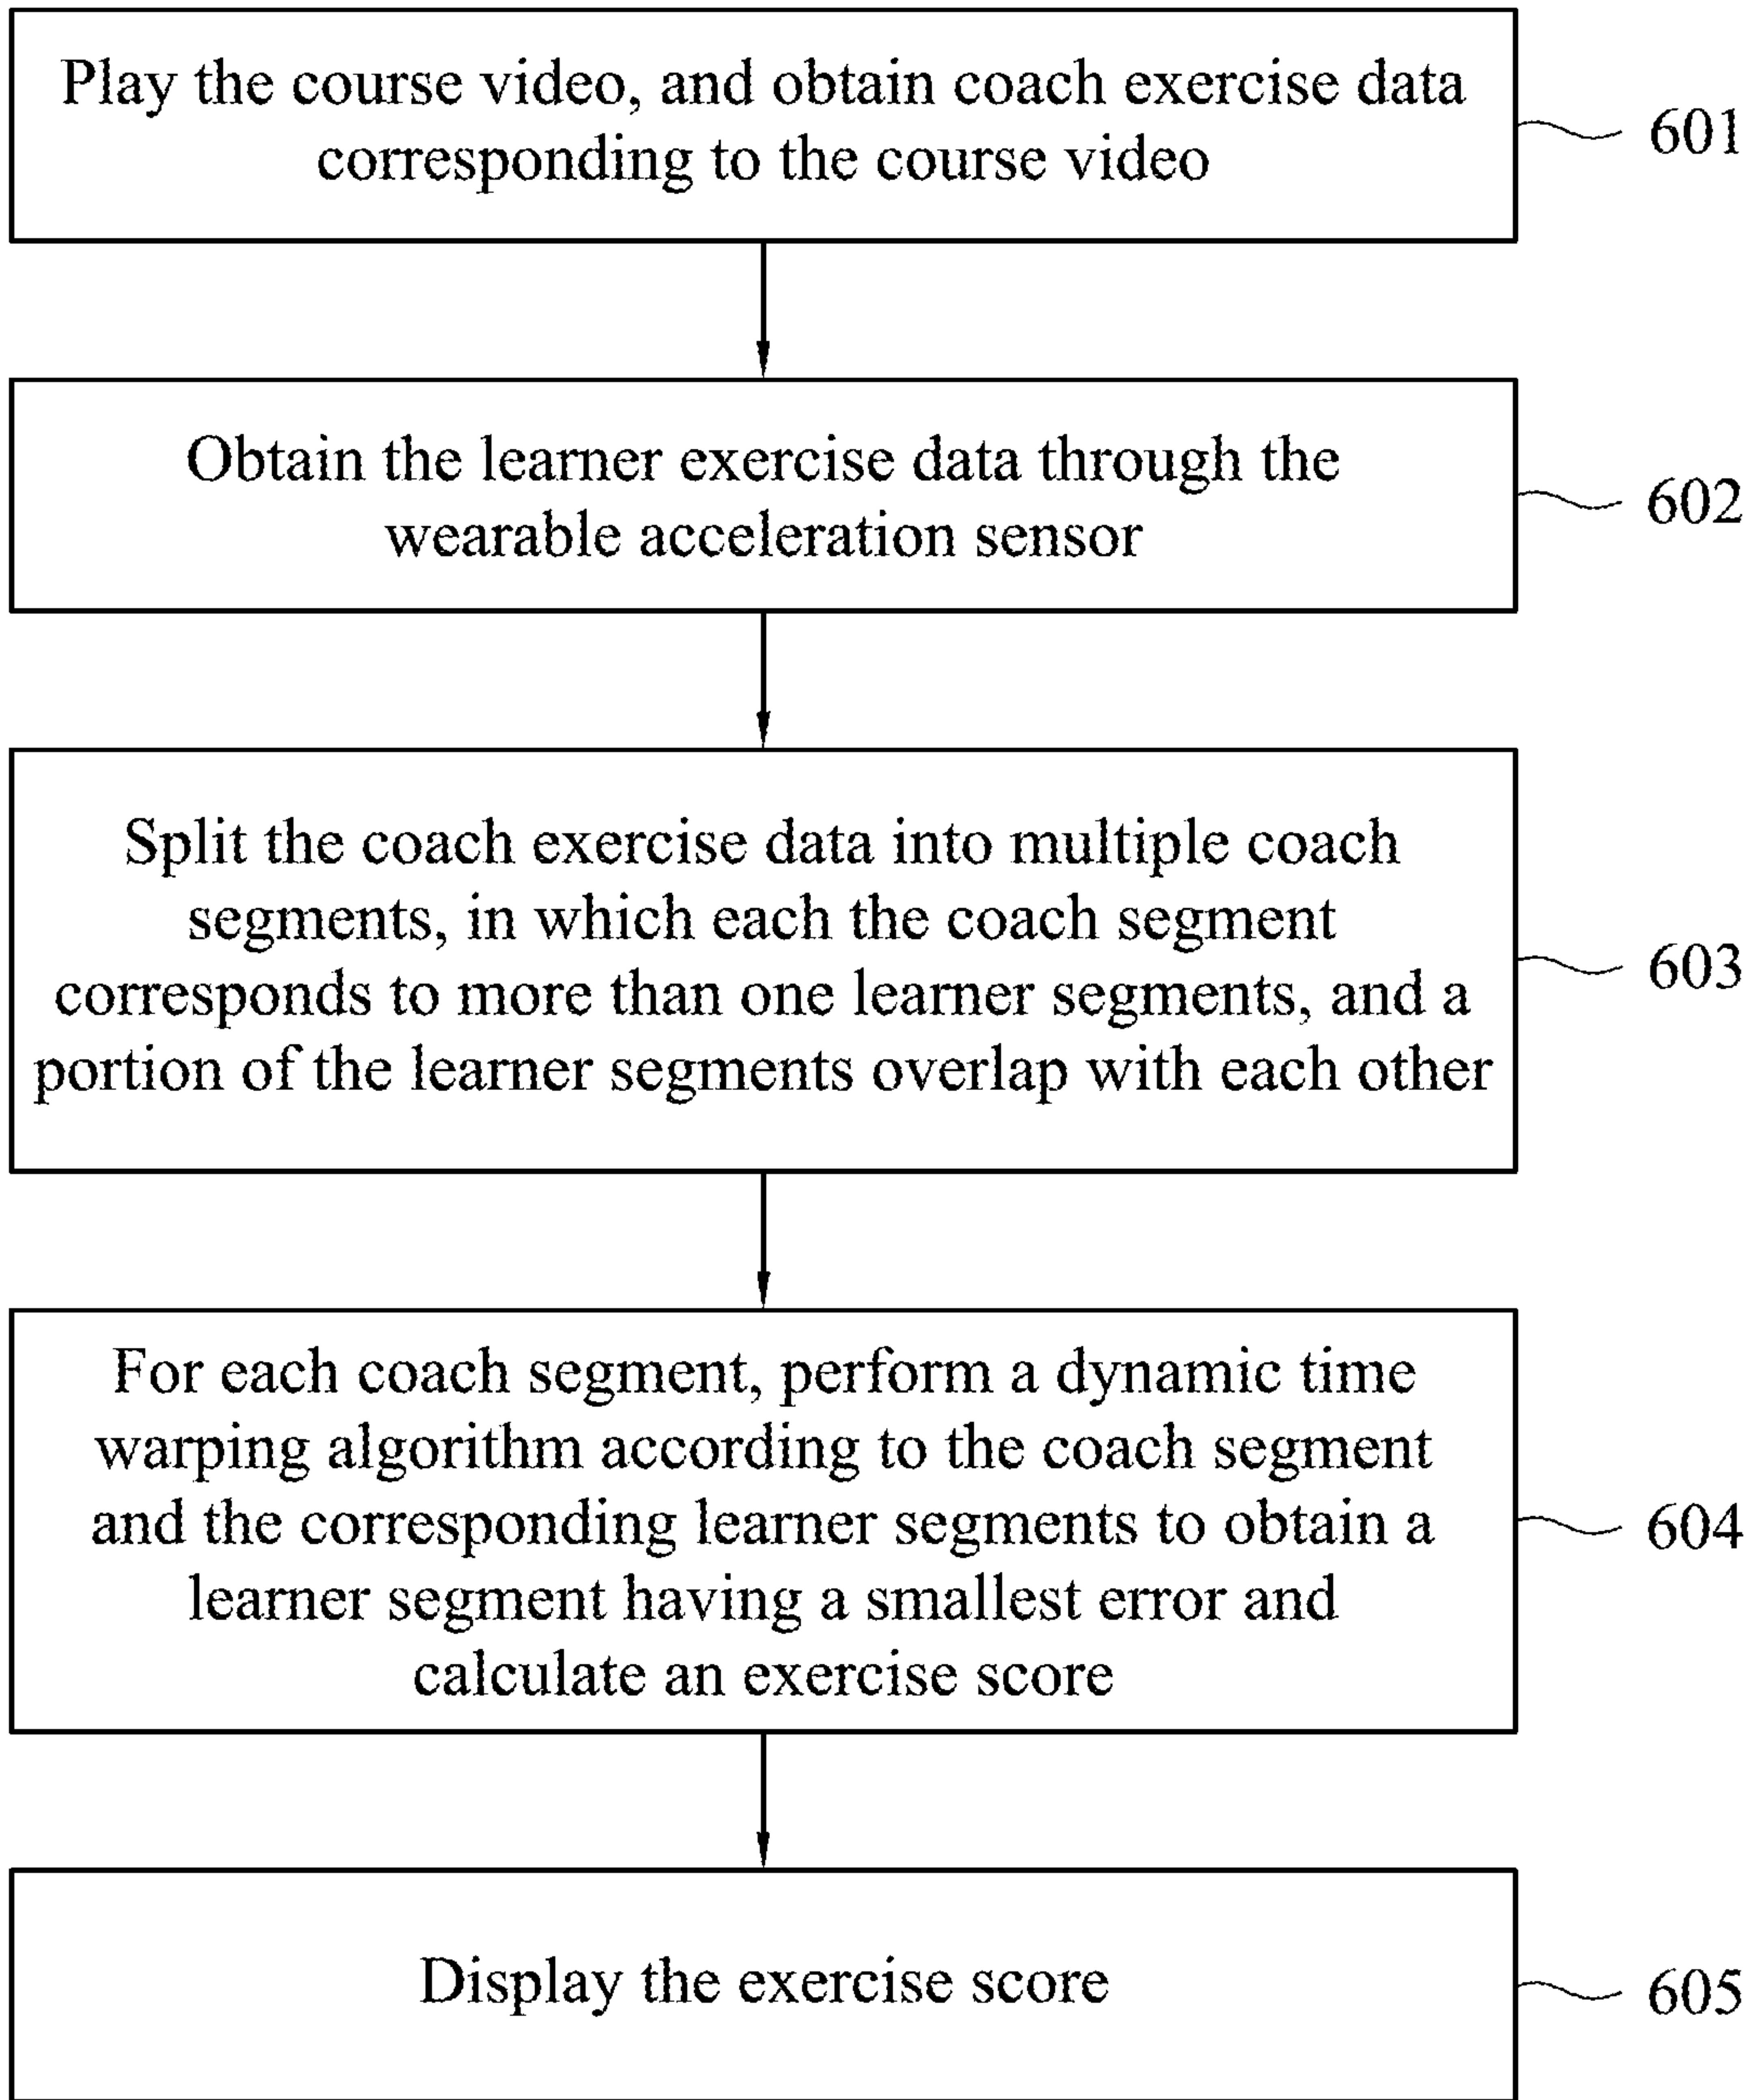 Play the course video, and obtain coach exercise data
corresponding to the course video
601
Obtain the learner exercise data through the
wearable acceleration sensor
602
Split the coach exercise data into multiple coach
segments, in which each the coach segment
corresponds to more than one learner segments, and a
portion of the learner segments overlap with each other
603
For each coach segment, perform a dynamic time
warping algorithm according to the coach segment
and the corresponding learner segments to obtain a
learner segment having a smallest error and
calculate an exercise score
604
Display the exercise score
605